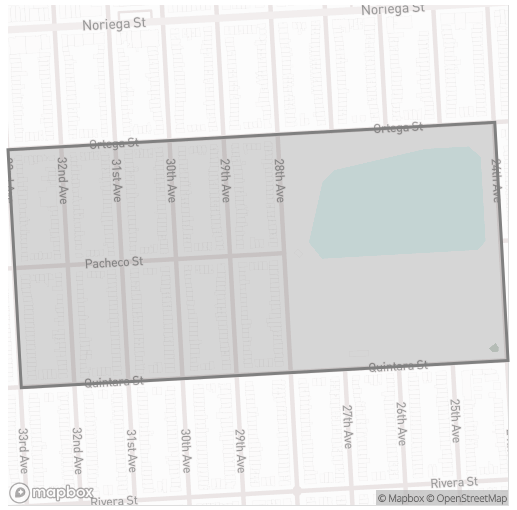 Noriega St
Noriega St
Ortega St
Ortega St
32nd Ave
31st Ave
30th Ave
29th Ave
28th Ave
24th Ave
Pacheco St
Quintara St
Quintara St
33rd Ave
32nd Ave
31st Ave
30th Ave
29th Ave
27th Ave
26th Ave
25th Ave
Rivera St
Rivera St
mapbox
© Mapbox © OpenStreetMap